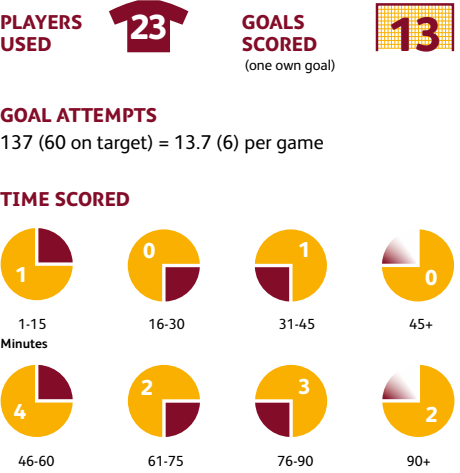 PLAYERS
USED
23
GOALS
SCORED
(one own goal)
13
GOAL ATTEMPTS
137 (60 on target) = 13.7 (6) per game
TIME SCORED
1
0
1
0
1-15
16-30
31-45
45+
Minutes
4
2
3
2
46-60
61-75
76-90
90+